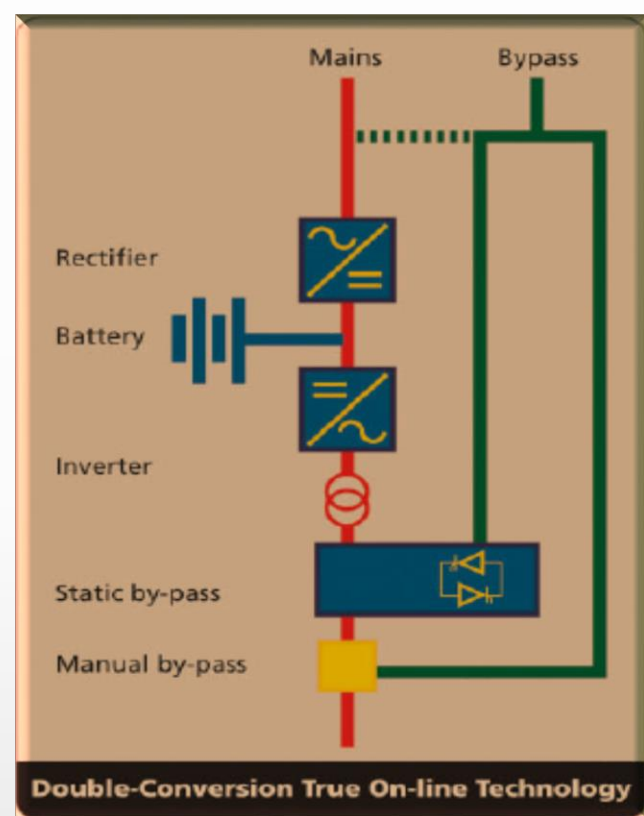 Mains
Bypass
Rectifier
Battery
Inverter
Static by-pass
Manual by-pass
Double-Conversion True On-line Technology